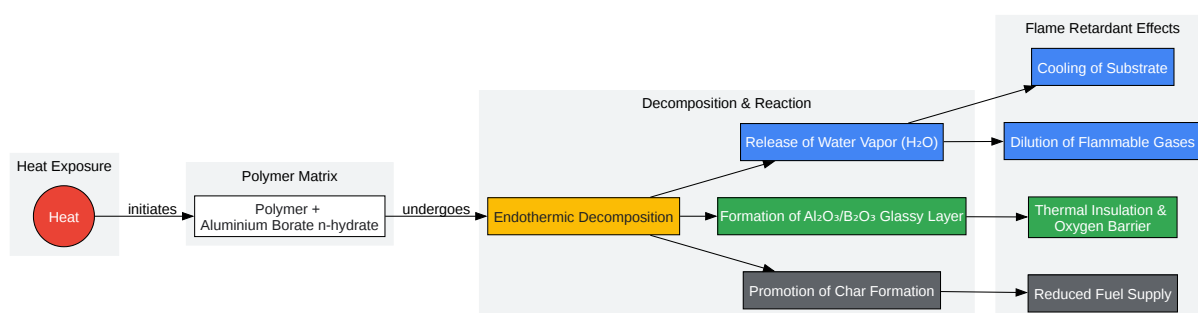 Heat Exposure
Heat
initiates
Polymer Matrix
Polymer +
Aluminium Borate n-hydrate
undergoes
Decomposition & Reaction
Endothermic Decomposition
Release of Water Vapor (H₂O)
Formation of Al₂O₃/B₂O₃ Glassy Layer
Promotion of Char Formation
Flame Retardant Effects
Cooling of Substrate
Dilution of Flammable Gases
Thermal Insulation &
Oxygen Barrier
Reduced Fuel Supply